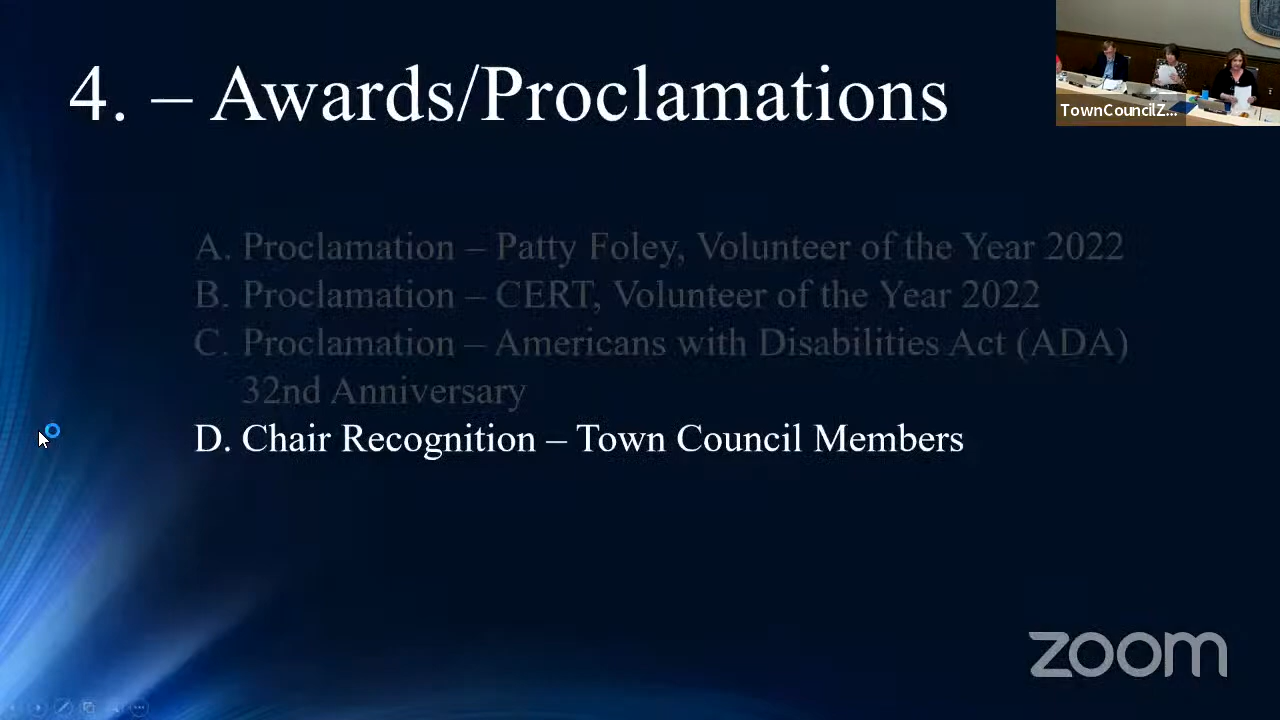 4. – Awards/Proclamations
TownCouncilZ...
A. Proclamation – Patty Foley, Volunteer of the Year 2022
B. Proclamation – CERT, Volunteer of the Year 2022
C. Proclamation – Americans with Disabilities Act (ADA)
32nd Anniversary
D. Chair Recognition – Town Council Members
zoom